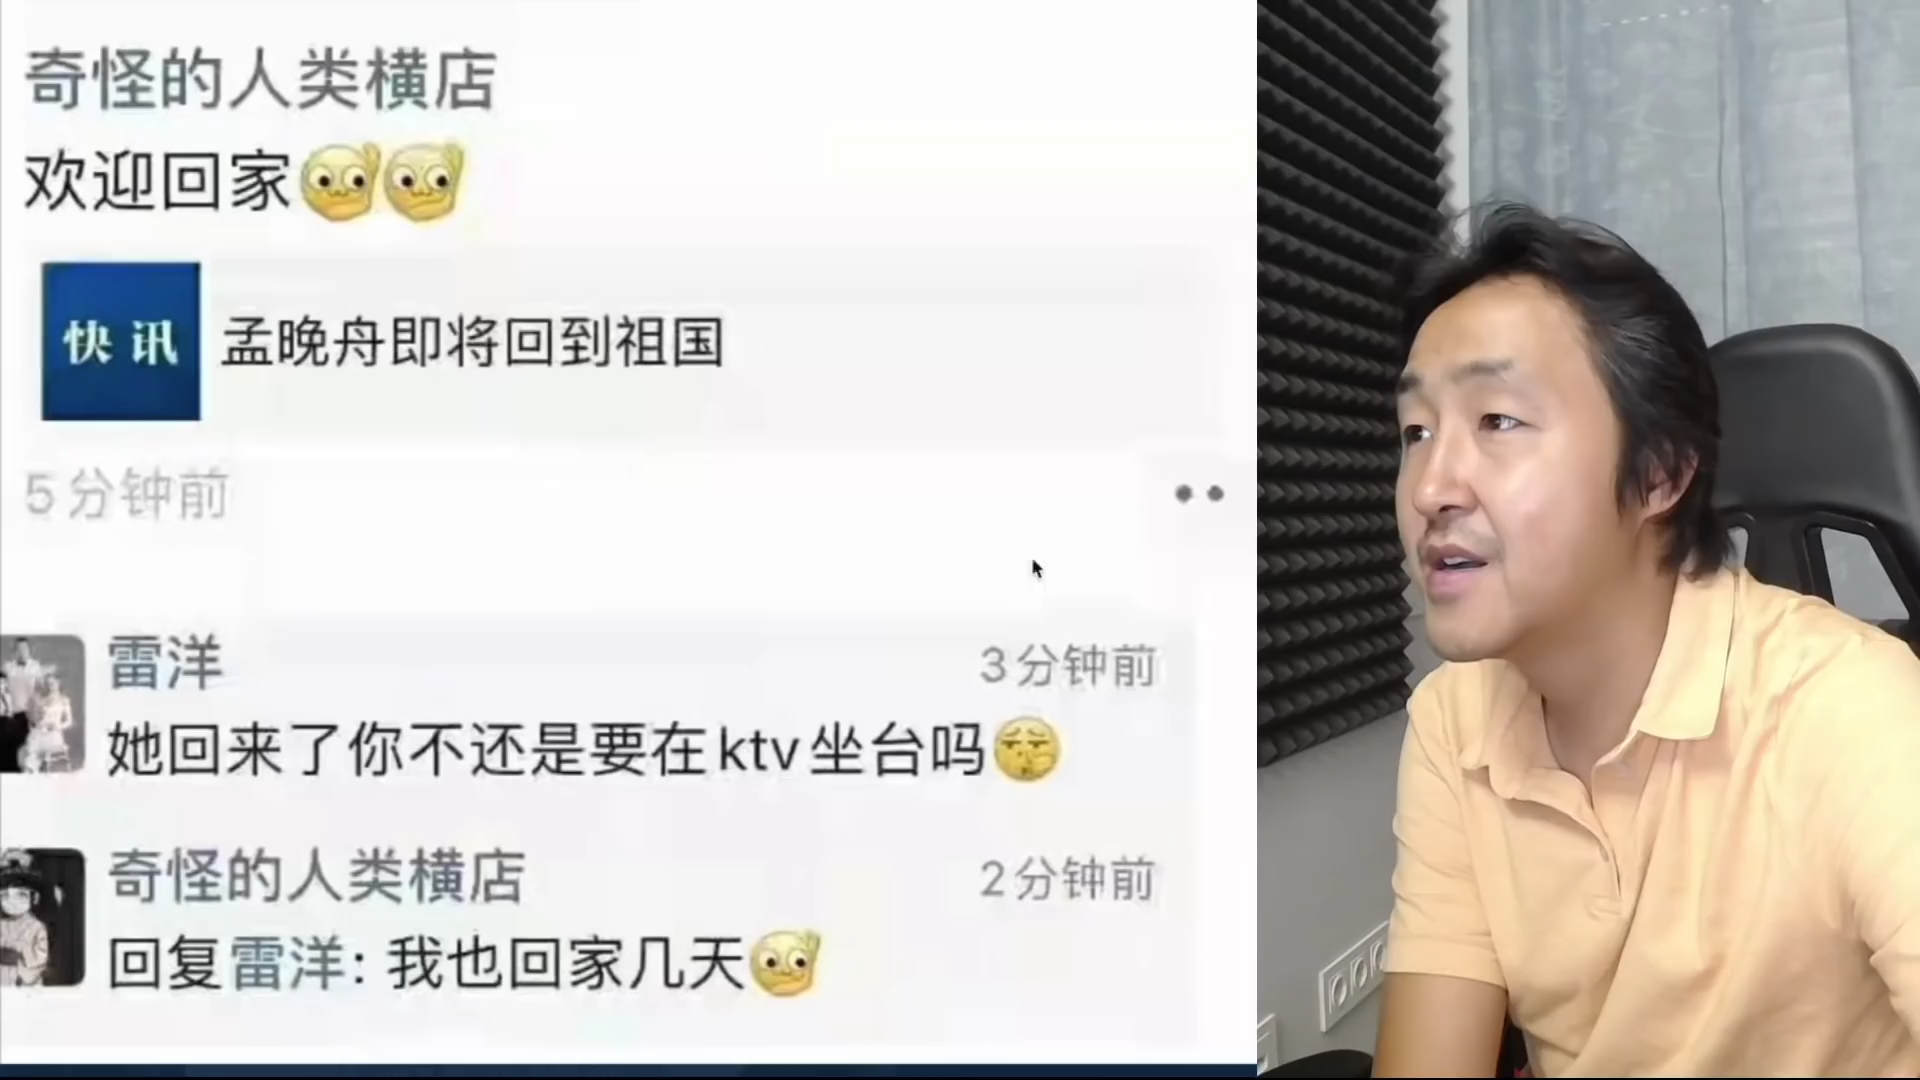 奇怪的人类横店
欢迎回家
快讯
孟晚舟即将回到祖国
5分钟前
雷洋
3分钟前
她回来了你不还是要在ktv坐台吗
奇怪的人类横店
2分钟前
回复雷洋: 我也回家几天